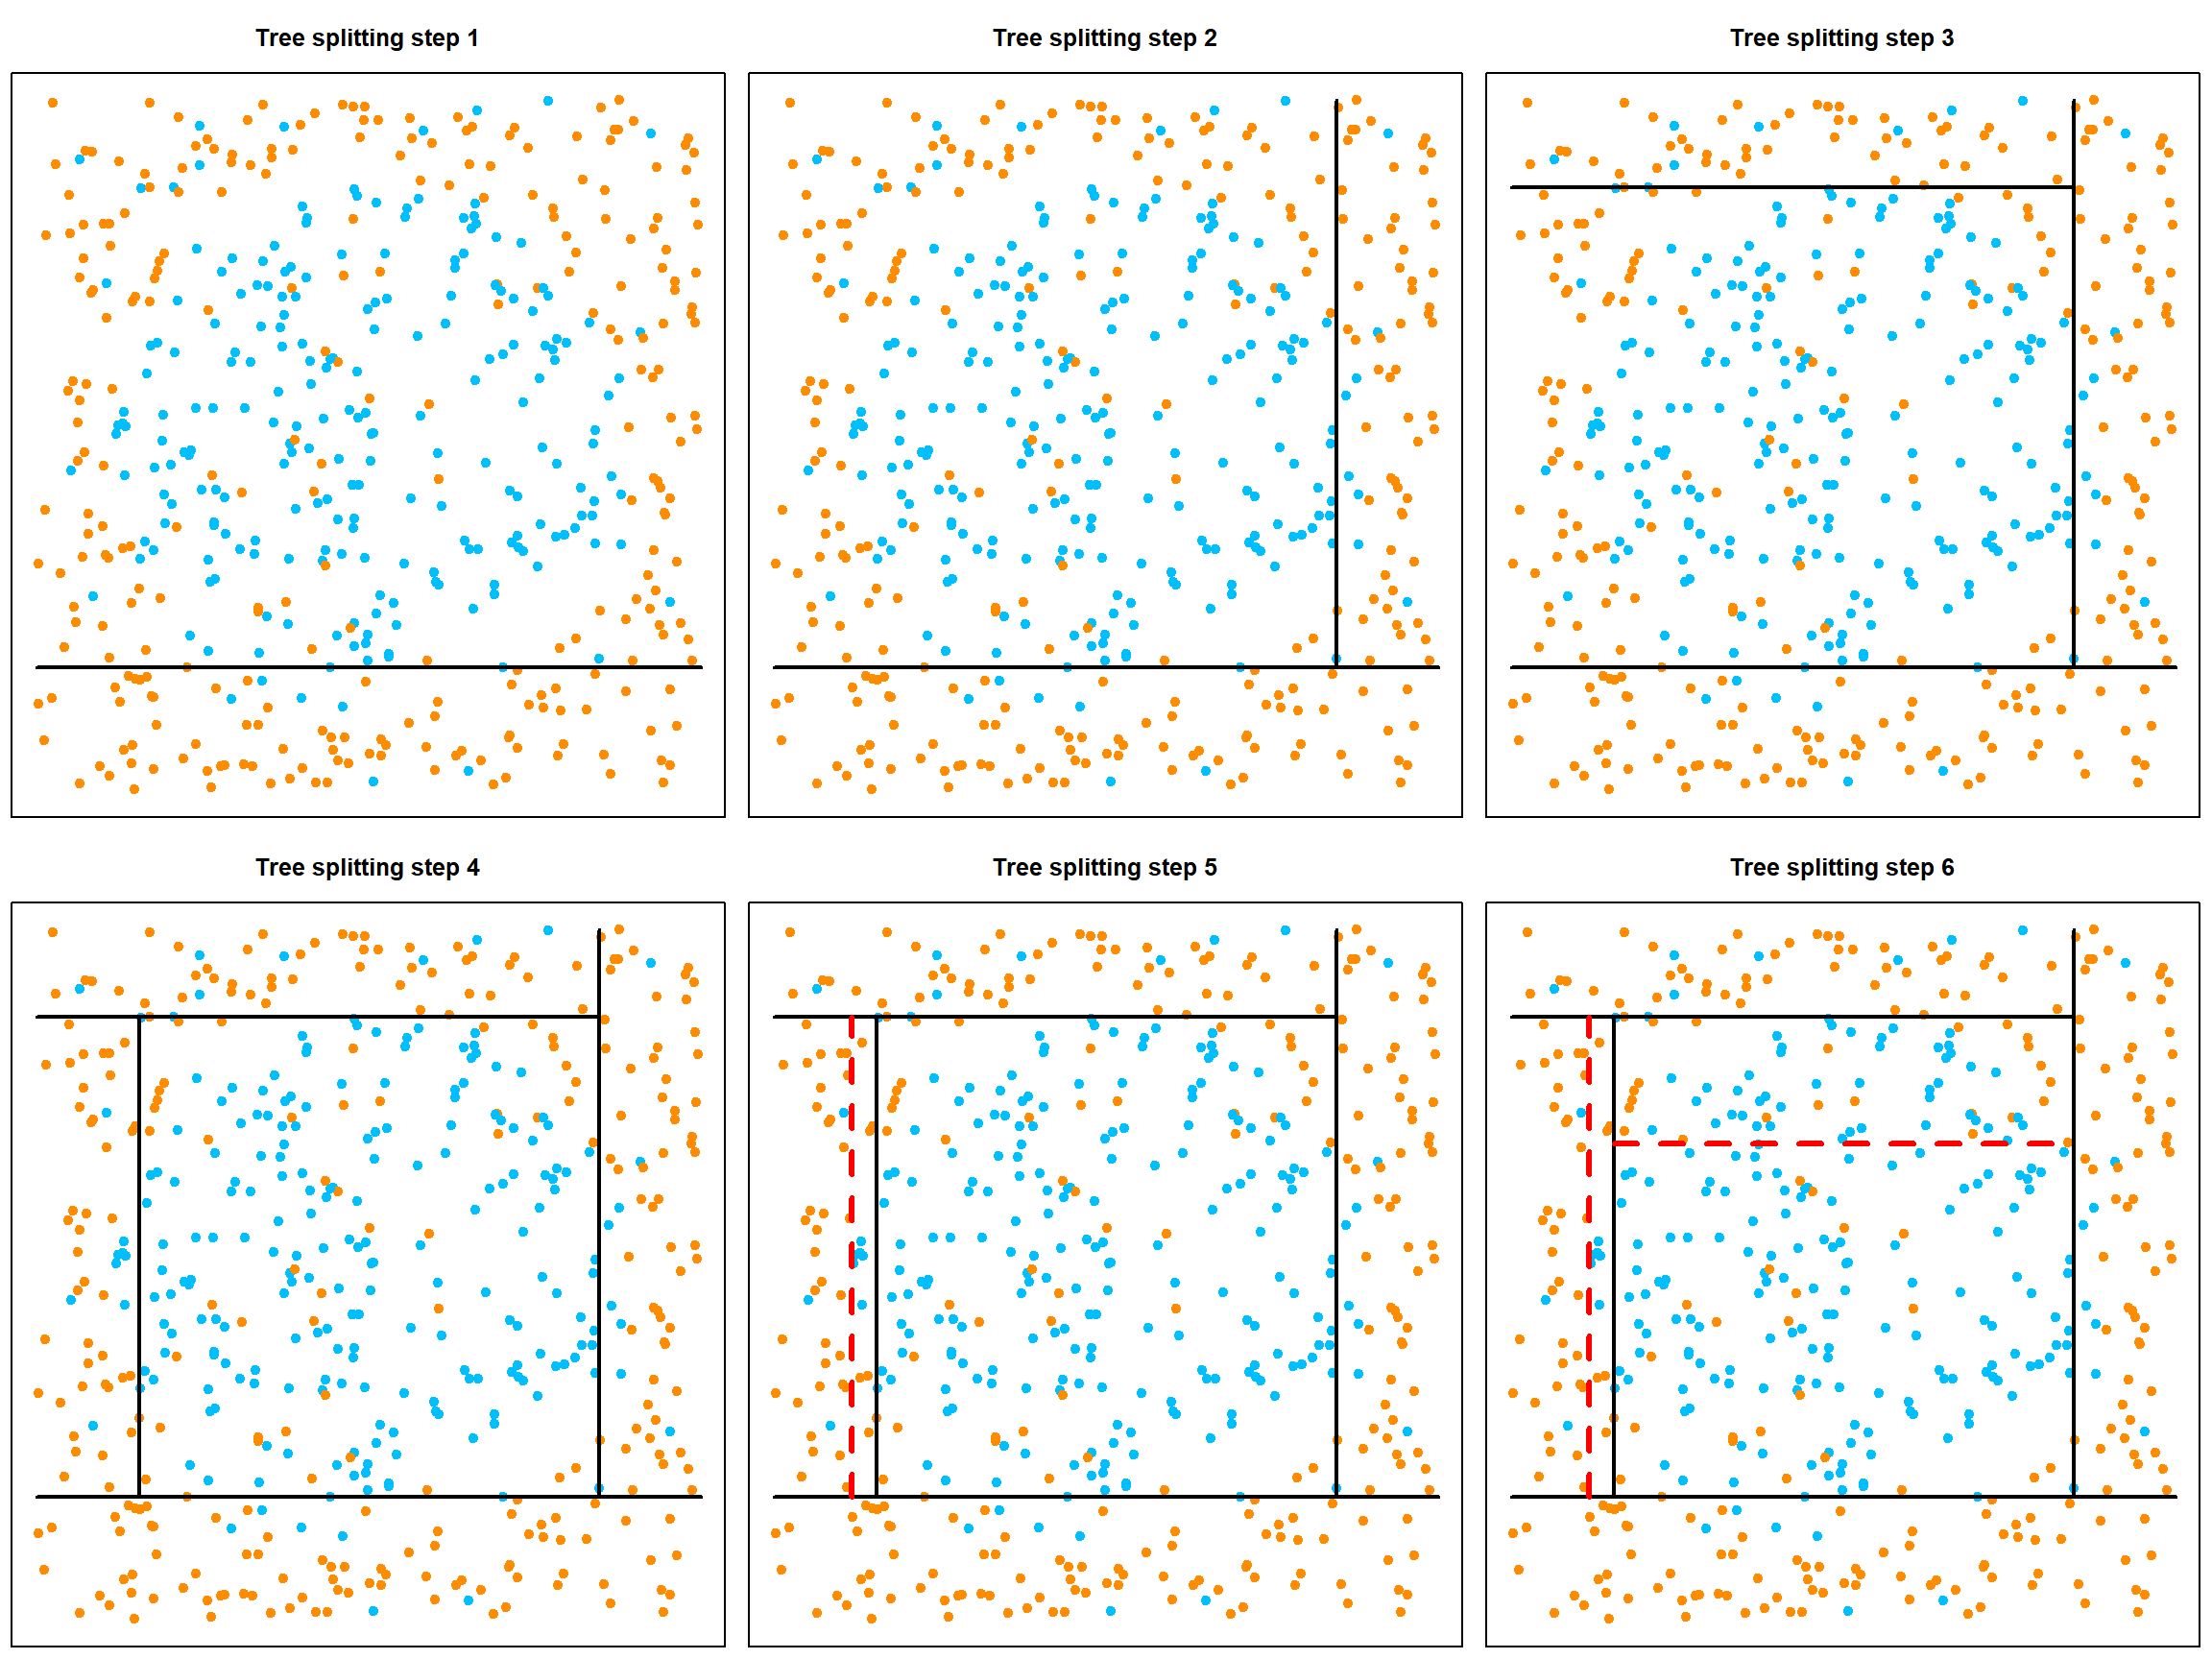 Tree splitting step 1
Tree splitting step 2
Tree splitting step 3
Tree splitting step 4
Tree splitting step 5
Tree splitting step 6